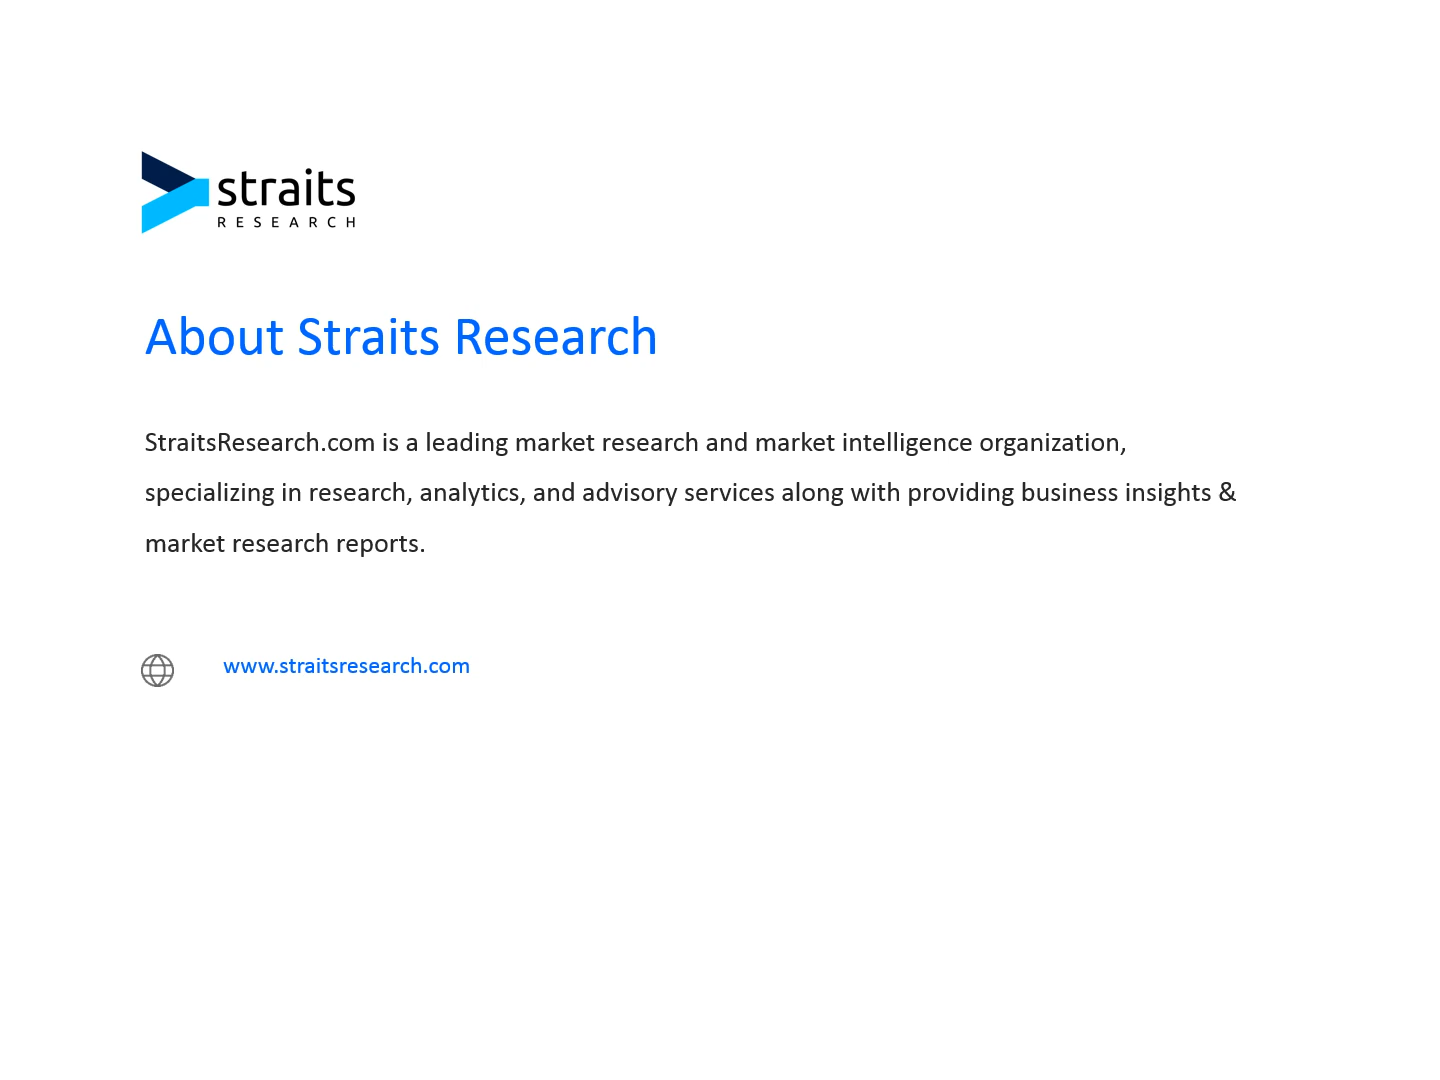 straits
RESEARCH
About Straits Research
StraitsResearch.com is a leading market research and market intelligence organization,
specializing in research, analytics, and advisory services along with providing business insights &
market research reports.
www.straitsresearch.com